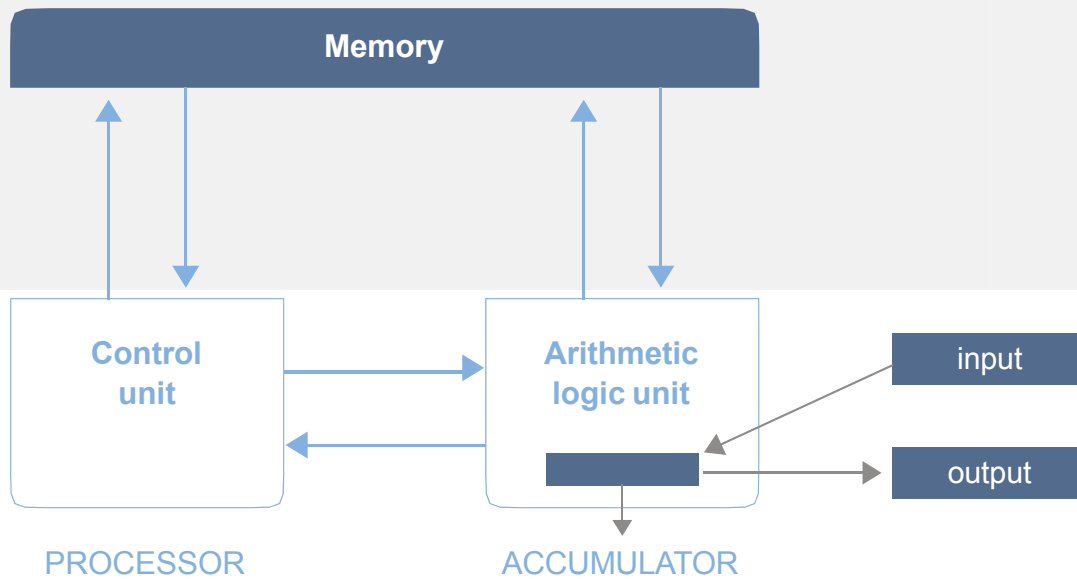 Memory
Control
unit
Arithmetic
logic unit
input
output
PROCESSOR
ACCUMULATOR